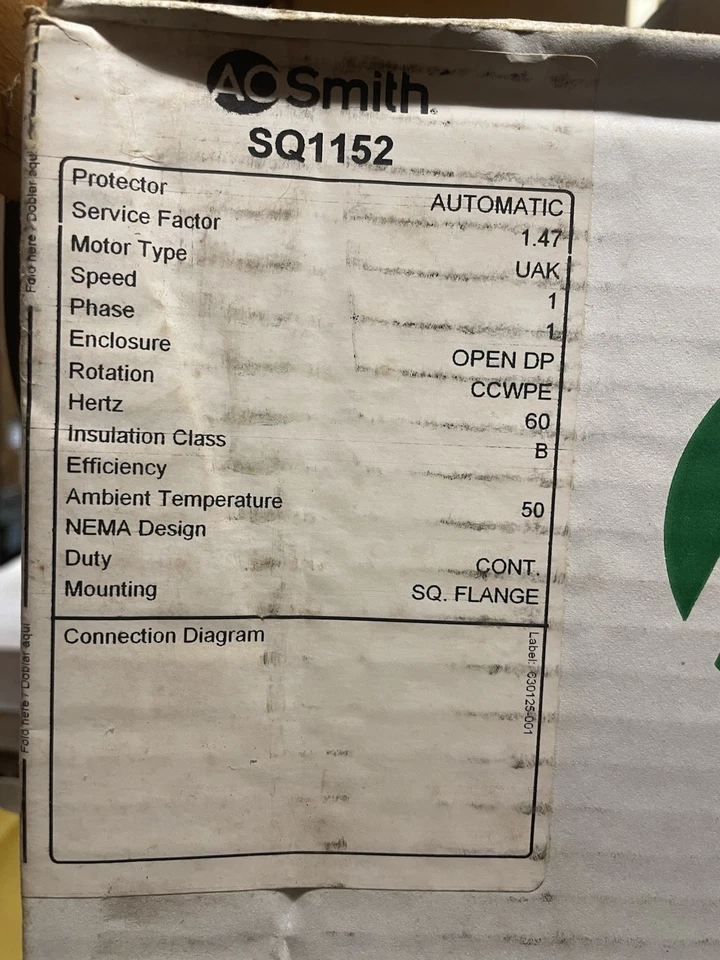 AO Smith.
SQ1152
Protector AUTOMATIC
Service Factor 1.47
Motor Type UAK
Speed 1
Phase 1
Enclosure OPEN DP
Rotation CCWPE
Hertz 60
Insulation Class B
Efficiency
Ambient Temperature 50
NEMA Design
Duty CONT.
Mounting SQ. FLANGE
Connection Diagram
Label: 630125-001
Fold here / Doblar aquí
Fold here / Doblar aquí